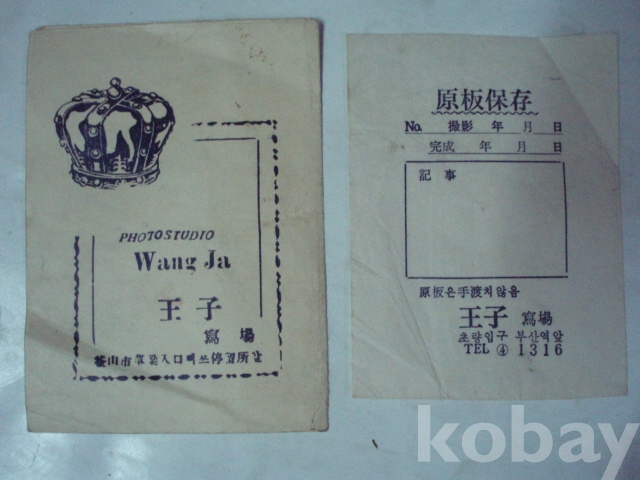 PHOTOSTUDIO
Wang Ja
王子
寫場
釜山市草梁入口뻐쓰停留所앞
原板保存
No. 撮影 年 月 日
完成 年 月 日
記事
原板은手渡치않음
王子 寫場
초량입구 부산역앞
TEL ④ 1316
kobay